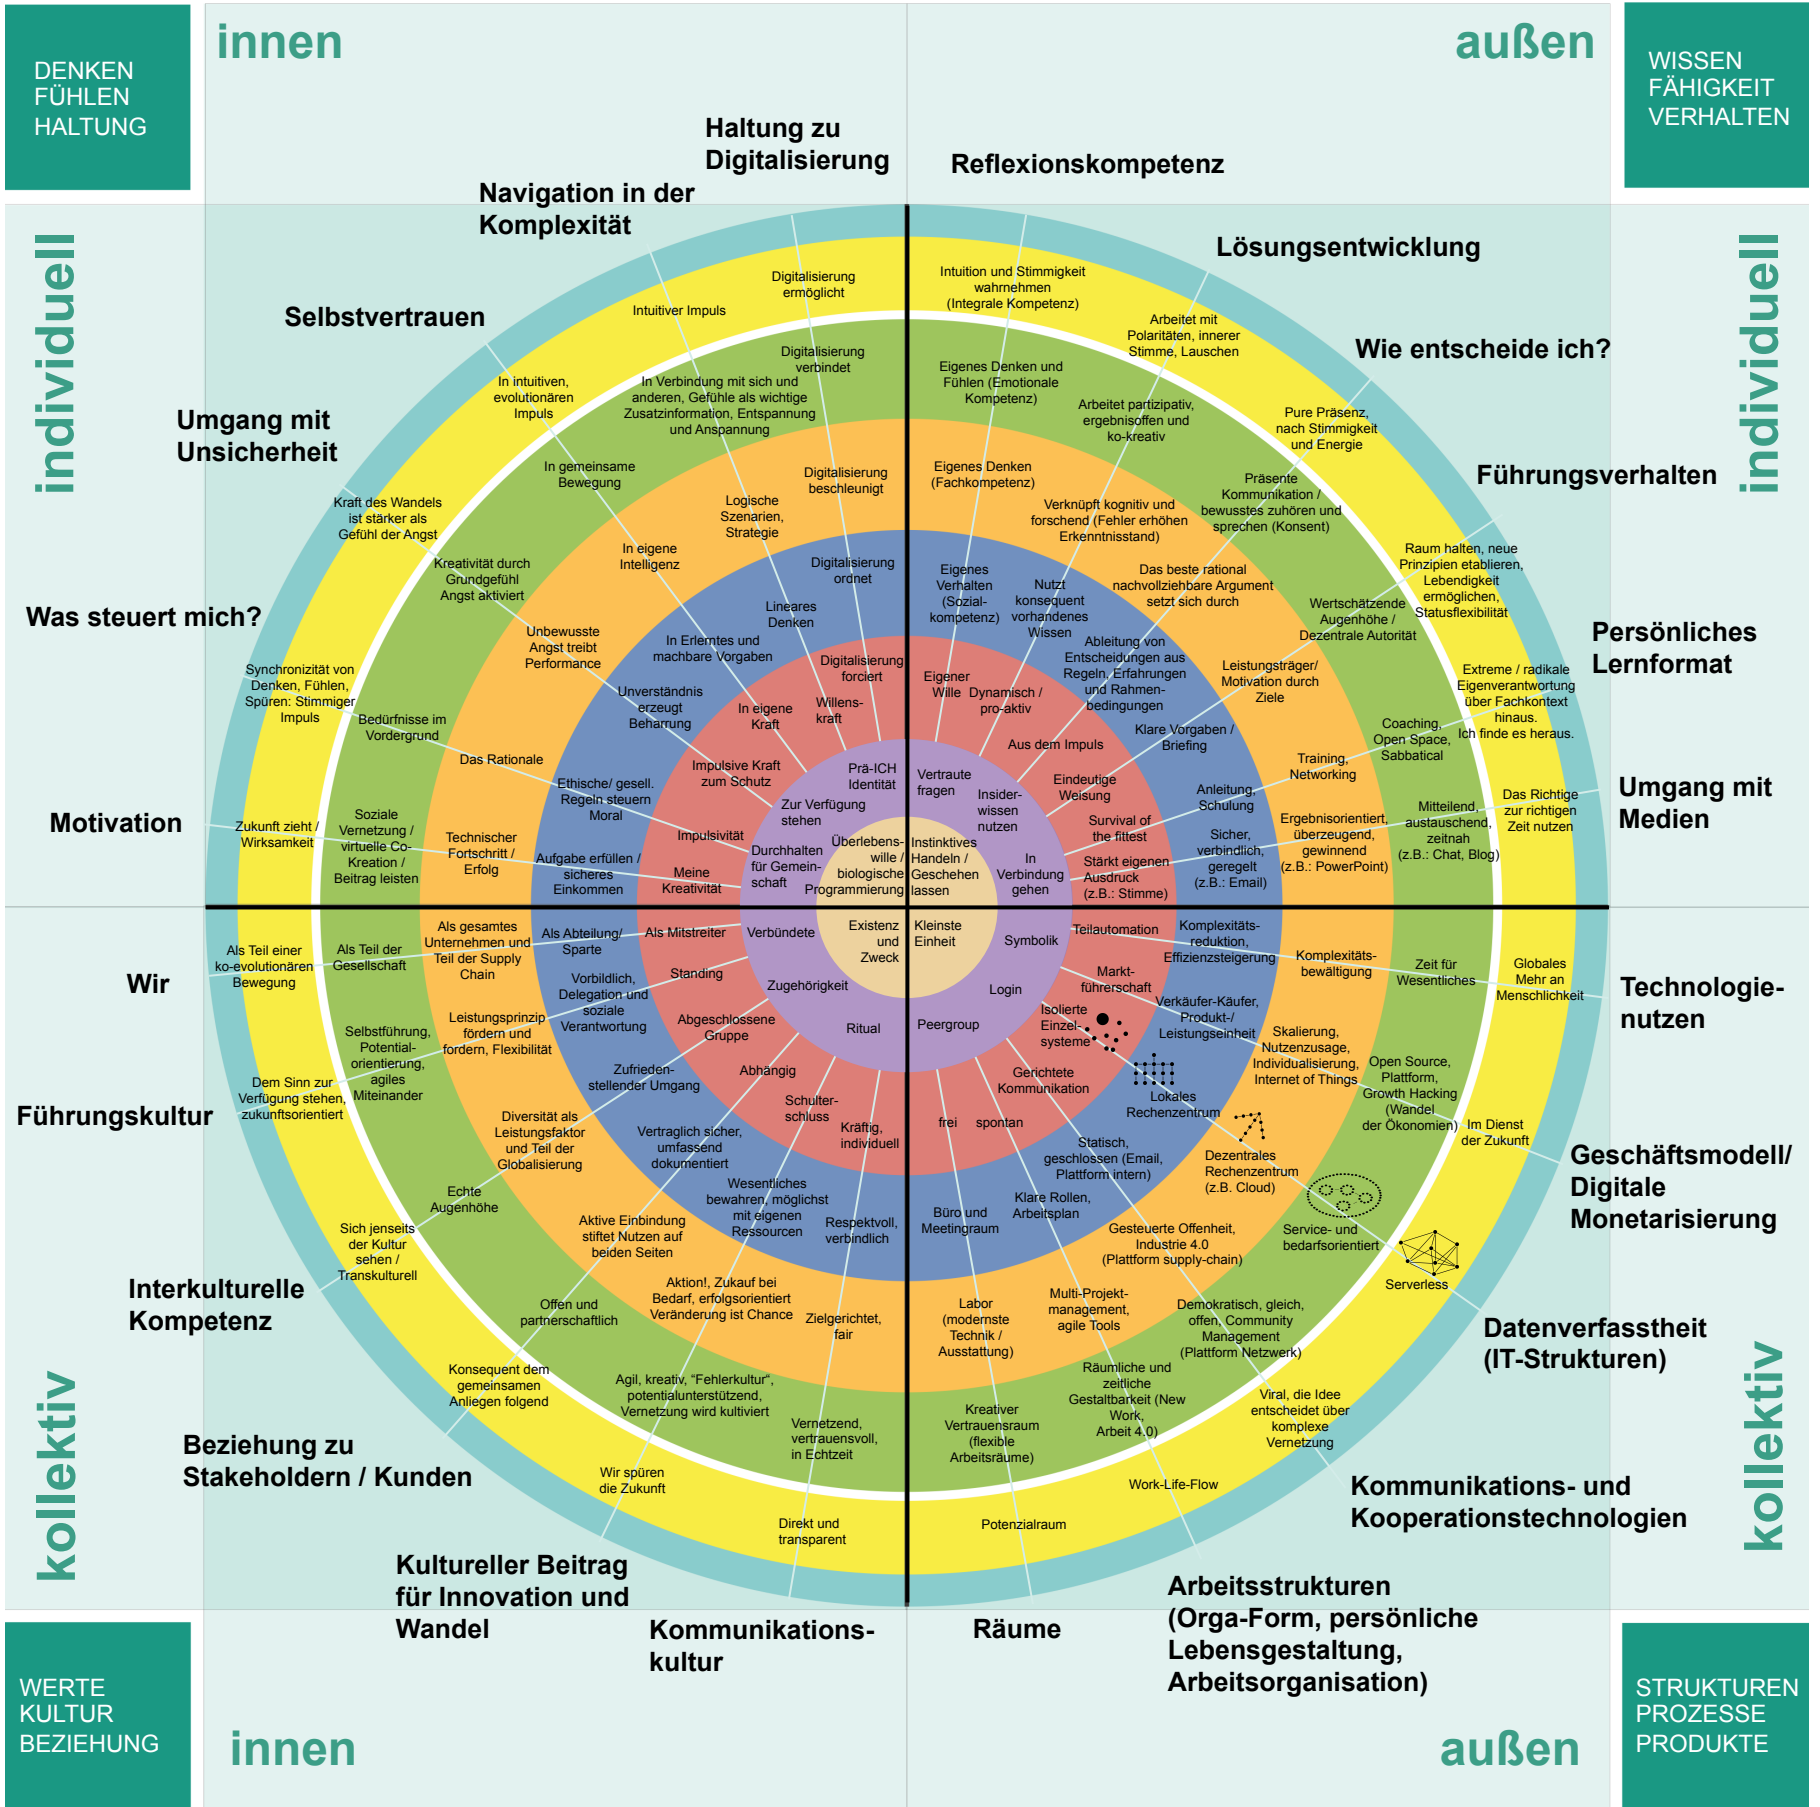 innen
außen
DENKEN
FÜHLEN
HALTUNG
WISSEN
FÄHIGKEIT
VERHALTEN
individuell
individuell
Haltung zu
Digitalisierung
Navigation in der
Komplexität
Selbstvertrauen
Umgang mit
Unsicherheit
Was steuert mich?
Motivation
Reflexionskompetenz
Lösungsentwicklung
Wie entscheide ich?
Führungsverhalten
Persönliches
Lernformat
Umgang mit
Medien
Digitalisierung
ermöglicht
Digitalisierung
verbindet
Digitalisierung
beschleunigt
Digitalisierung
ordnet
Digitalisierung
forciert
Prä-ICH
Identität
Intuitiver Impuls
In Verbindung mit sich und
anderen, Gefühle als wichtige
Zusatzinformation, Entspannung
und Anspannung
Logische
Szenarien,
Strategie
Lineares
Denken
Willens-
kraft
In intuitiven,
evolutionären
Impuls
In gemeinsame
Bewegung
In eigene
Intelligenz
In Erlerntes und
machbare Vorgaben
In eigene
Kraft
Zur Verfügung
stehen
Kraft des Wandels
ist stärker als
Gefühl der Angst
Kreativität durch
Grundgefühl
Angst aktiviert
Unbewusste
Angst treibt
Performance
Unverständnis
erzeugt
Beharrung
Impulsive Kraft
zum Schutz
Synchronizität von
Denken, Fühlen,
Spüren: Stimmiger
Impuls
Bedürfnisse im
Vordergrund
Das Rationale
Ethische/ gesell.
Regeln steuern
Moral
Impulsivität
Durchhalten
für Gemein-
schaft
Zukunft zieht /
Wirksamkeit
Soziale
Vernetzung /
virtuelle Co-
Kreation /
Beitrag leisten
Technischer
Fortschritt /
Erfolg
Aufgabe erfüllen /
sicheres
Einkommen
Meine
Kreativität
Überlebens-
wille /
biologische
Programmierung
Intuition und Stimmigkeit
wahrnehmen
(Integrale Kompetenz)
Eigenes Denken und
Fühlen (Emotionale
Kompetenz)
Eigenes Denken
(Fachkompetenz)
Eigenes
Verhalten
(Sozial-
kompetenz)
Eigener
Wille
Vertraute
fragen
Arbeitet mit
Polaritäten, innerer
Stimme, Lauschen
Arbeitet partizipativ,
ergebnisoffen und
ko-kreativ
Verknüpft kognitiv und
forschend (Fehler erhöhen
Erkenntnisstand)
Nutzt
konsequent
vorhandenes
Wissen
Dynamisch /
pro-aktiv
Insider-
wissen
nutzen
Pure Präsenz,
nach Stimmigkeit
und Energie
Präsente
Kommunikation /
bewusstes zuhören und
sprechen (Konsent)
Das beste rational
nachvollziehbare Argument
setzt sich durch
Ableitung von
Entscheidungen aus
Regeln, Erfahrungen
und Rahmen-
bedingungen
Aus dem Impuls
Raum halten, neue
Prinzipien etablieren,
Lebendigkeit
ermöglichen,
Statusflexibilität
Wertschätzende
Augenhöhe /
Dezentrale Autorität
Leistungsträger/
Motivation durch
Ziele
Klare Vorgaben /
Briefing
Eindeutige
Weisung
Extreme / radikale
Eigenverantwortung
über Fachkontext
hinaus.
Ich finde es heraus.
Coaching,
Open Space,
Sabbatical
Training,
Networking
Anleitung,
Schulung
Survival of
the fittest
In
Verbindung
gehen
Das Richtige
zur richtigen
Zeit nutzen
Mitteilend,
austauschend,
zeitnah
(z.B.: Chat, Blog)
Ergebnisorientiert,
überzeugend,
gewinnend
(z.B.: PowerPoint)
Sicher,
verbindlich,
geregelt
(z.B.: Email)
Stärkt eigenen
Ausdruck
(z.B.: Stimme)
Instinktives
Handeln /
Geschehen
lassen
Wir
Führungskultur
Interkulturelle
Kompetenz
Beziehung zu
Stakeholdern / Kunden
Kultureller Beitrag
für Innovation und
Wandel
Kommunikations-
kultur
Als Teil einer
ko-evolutionären
Bewegung
Als Teil der
Gesellschaft
Als gesamtes
Unternehmen und
Teil der Supply
Chain
Als Abteilung/
Sparte
Als Mitstreiter
Verbündete
Existenz
und
Zweck
Dem Sinn zur
Verfügung stehen,
zukunftsorientiert
Selbstführung,
Potential-
orientierung,
agiles
Miteinander
Leistungsprinzip
fördern und
fordern, Flexibilität
Vorbildlich,
Delegation und
soziale
Verantwortung
Standing
Zugehörigkeit
Sich jenseits
der Kultur
sehen /
Transkulturell
Echte
Augenhöhe
Diversität als
Leistungsfaktor
und Teil der
Globalisierung
Zufrieden-
stellender Umgang
Abgeschlossene
Gruppe
Ritual
Konsequent dem
gemeinsamen
Anliegen folgend
Offen und
partnerschaftlich
Aktive Einbindung
stiftet Nutzen auf
beiden Seiten
Vertraglich sicher,
umfassend
dokumentiert
Abhängig
Wir spüren
die Zukunft
Agil, kreativ, “Fehlerkultur“,
potentialunterstützend,
Vernetzung wird kultiviert
Aktion!, Zukauf bei
Bedarf, erfolgsorientiert
Veränderung ist Chance
Wesentliches
bewahren, möglichst
mit eigenen
Ressourcen
Schulter-
schluss
Direkt und
transparent
Vernetzend,
vertrauensvoll,
in Echtzeit
Zielgerichtet,
fair
Respektvoll,
verbindlich
Kräftig,
individuell
Technologie-
nutzen
Geschäftsmodell/
Digitale
Monetarisierung
Datenverfasstheit
(IT-Strukturen)
Kommunikations- und
Kooperationstechnologien
Arbeitsstrukturen
(Orga-Form, persönliche
Lebensgestaltung,
Arbeitsorganisation)
Räume
Kleinste
Einheit
Symbolik
Teilautomation
Komplexitäts-
reduktion,
Effizienzsteigerung
Komplexitäts-
bewältigung
Zeit für
Wesentliches
Globales
Mehr an
Menschlichkeit
Login
Markt-
führerschaft
Verkäufer-Käufer,
Produkt-/
Leistungseinheit
Skalierung,
Nutzenzusage,
Individualisierung,
Internet of Things
Open Source,
Plattform,
Growth Hacking
(Wandel
der Ökonomien)
Im Dienst
der Zukunft
Peergroup
Isolierte
Einzel-
systeme
Lokales
Rechenzentrum
Dezentrales
Rechenzentrum
(z.B. Cloud)
Service- und
bedarfsorientiert
Serverless
Gerichtete
Kommunikation
Statisch,
geschlossen (Email,
Plattform intern)
Gesteuerte Offenheit,
Industrie 4.0
(Plattform supply-chain)
Demokratisch, gleich,
offen, Community
Management
(Plattform Netzwerk)
Viral, die Idee
entscheidet über
komplexe
Vernetzung
spontan
Klare Rollen,
Arbeitsplan
Multi-Projekt-
management,
agile Tools
Räumliche und
zeitliche
Gestaltbarkeit (New
Work,
Arbeit 4.0)
Work-Life-Flow
frei
Büro und
Meetingraum
Labor
(modernste
Technik /
Ausstattung)
Kreativer
Vertrauensraum
(flexible
Arbeitsräume)
Potenzialraum
kollektiv
kollektiv
WERTE
KULTUR
BEZIEHUNG
STRUKTUREN
PROZESSE
PRODUKTE
innen
außen